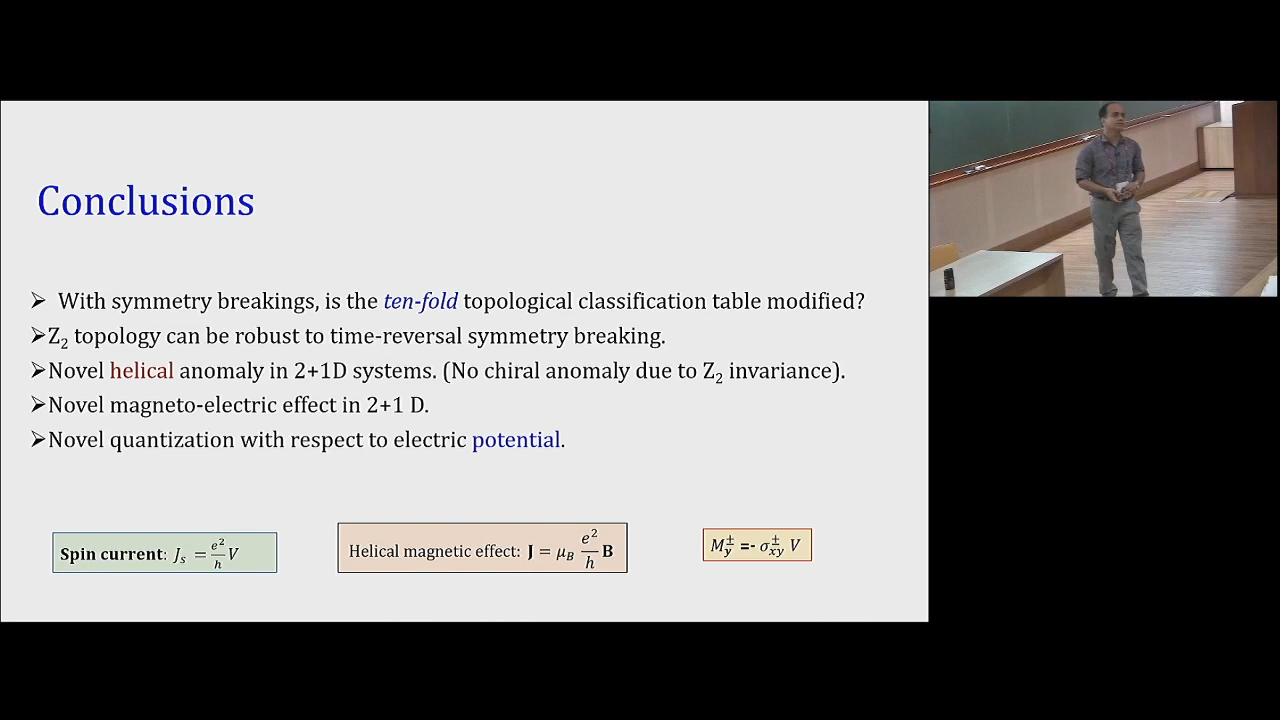 Conclusions
➢ With symmetry breakings, is the ten-fold topological classification table modified?
➢Z₂ topology can be robust to time-reversal symmetry breaking.
➢Novel helical anomaly in 2+1D systems. (No chiral anomaly due to Z₂ invariance).
➢Novel magneto-electric effect in 2+1 D.
➢Novel quantization with respect to electric potential.
Spin current: Jₛ = e²/h V
Helical magnetic effect: J = μ_B e²/h B
M_y^± =- σ_xy^± V